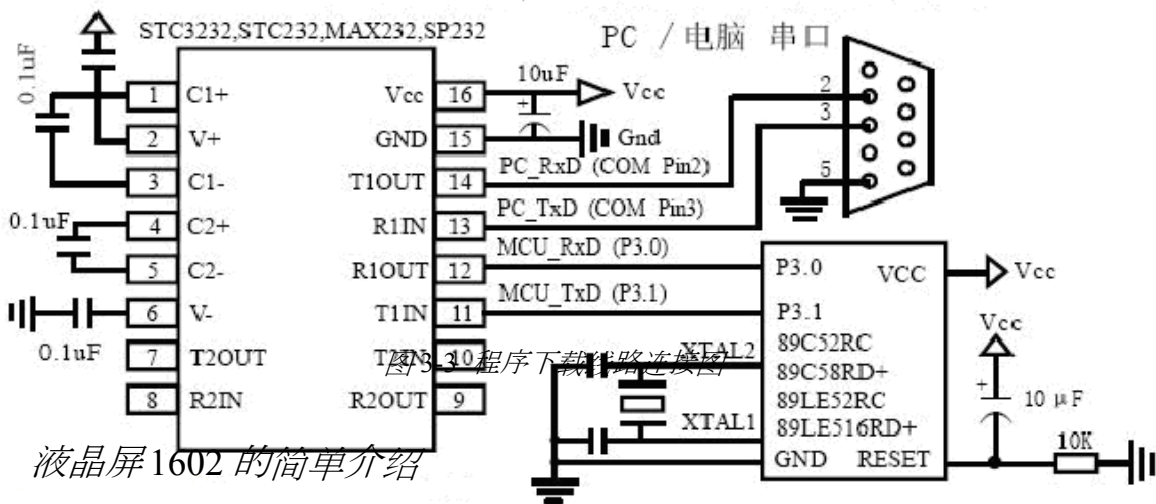 STC3232,STC232,MAX232,SP232
PC / 电脑 串口
0.1uF
1 C1+
2 V+
3 C1-
0.1uF
4 C2+
5 C2-
6 V-
0.1uF
7 T2OUT
8 R2IN
Vcc 16
GND 15
T1OUT 14
R1IN 13
R1OUT 12
T1IN 11
T2IN 10
R2OUT 9
10uF
Vcc
Gnd
PC_RxD (COM Pin2)
PC_TxD (COM Pin3)
MCU_RxD (P3.0)
MCU_TxD (P3.1)
2
3
5
P3.0 VCC
Vcc
P3.1
89C52RC
89C58RD+
89LE52RC
89LE516RD+
GND RESET
XTAL2
XTAL1
Vcc
+
10 μF
10K
图 3-3 程序下载线路连接图
液晶屏 1602 的简单介绍